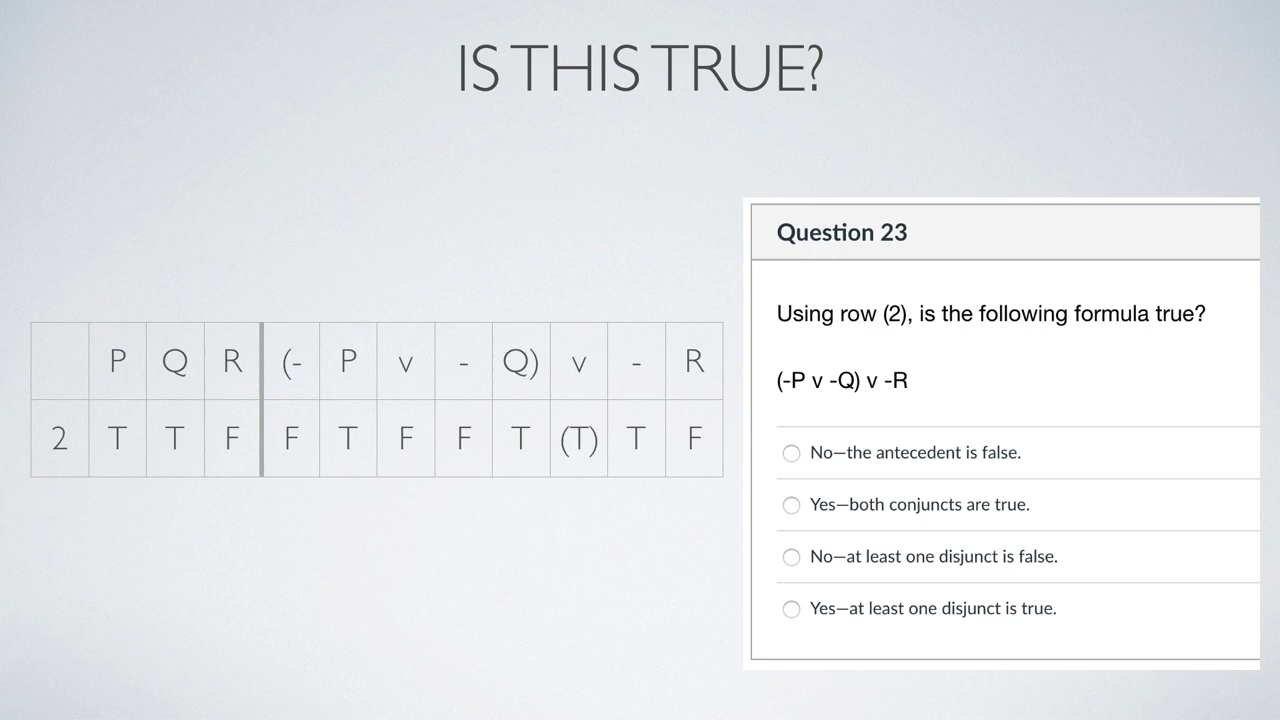 IS THIS TRUE?
P Q R (- P v - Q) v - R
2 T T F F T F F T (T) T F
Question 23
Using row (2), is the following formula true?
(-P v -Q) v -R
No—the antecedent is false.
Yes—both conjuncts are true.
No—at least one disjunct is false.
Yes—at least one disjunct is true.